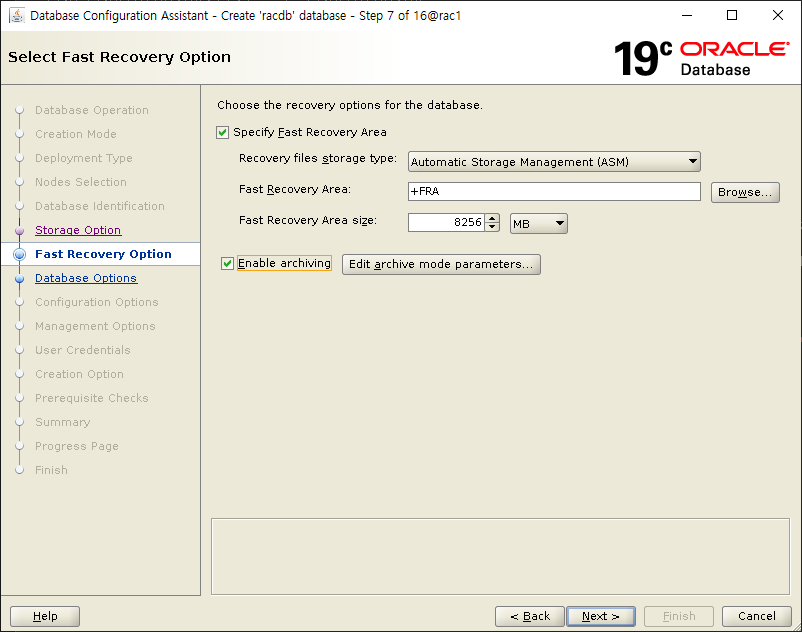 Database Configuration Assistant - Create 'racdb' database - Step 7 of 16@rac1
Select Fast Recovery Option
19c ORACLE
Database
Database Operation
Creation Mode
Deployment Type
Nodes Selection
Database Identification
Storage Option
Fast Recovery Option
Database Options
Configuration Options
Management Options
User Credentials
Creation Option
Prerequisite Checks
Summary
Progress Page
Finish
Choose the recovery options for the database.
Specify Fast Recovery Area
Recovery files storage type: Automatic Storage Management (ASM)
Fast Recovery Area: +FRA Browse...
Fast Recovery Area size: 8256 MB
Enable archiving Edit archive mode parameters...
Help < Back Next > Finish Cancel